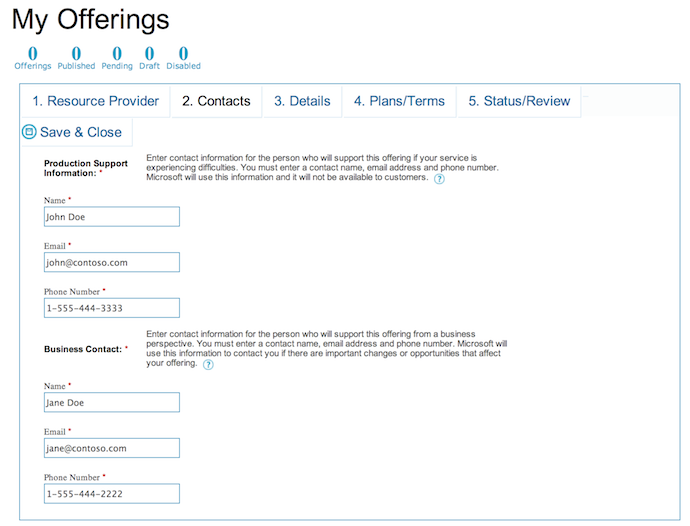 My Offerings
0 0 0 0 0
Offerings Published Pending Draft Disabled
1. Resource Provider 2. Contacts 3. Details 4. Plans/Terms 5. Status/Review
Save & Close
Production Support Information: *
Enter contact information for the person who will support this offering if your service is
experiencing difficulties. You must enter a contact name, email address and phone number.
Microsoft will use this information and it will not be available to customers. ?
Name *
John Doe
Email *
john@contoso.com
Phone Number *
1-555-444-3333
Business Contact: *
Enter contact information for the person who will support this offering from a business
perspective. You must enter a contact name, email address and phone number. Microsoft will
use this information to contact you if there are important changes or opportunities that affect
your offering. ?
Name *
Jane Doe
Email *
jane@contoso.com
Phone Number *
1-555-444-2222